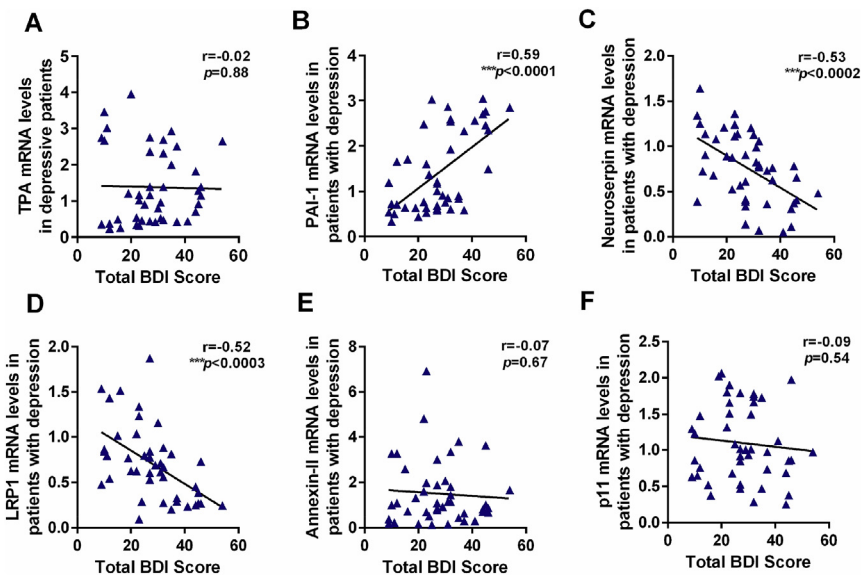 A
r=-0.02
p=0.88
TPA mRNA levels
in depressive patients
5
4
3
2
1
0
0 20 40 60
Total BDI Score
B
r=0.59
***p<0.0001
PAI-1 mRNA levels in
patients with depression
4
3
2
1
0
0 20 40 60
Total BDI Score
C
r=-0.53
***p<0.0002
Neuroserpin mRNA levels
in patients with depression
2.0
1.5
1.0
0.5
0.0
0 20 40 60
Total BDI Score
D
r=-0.52
***p<0.0003
LRP1 mRNA levels in
patients with depression
2.0
1.5
1.0
0.5
0.0
0 20 40 60
Total BDI Score
E
r=-0.07
p=0.67
Annexin-II mRNA levels in
patients with depression
8
6
4
2
0
0 20 40 60
Total BDI Score
F
r=-0.09
p=0.54
p11 mRNA levels in
patients with depression
2.5
2.0
1.5
1.0
0.5
0.0
0 20 40 60
Total BDI Score